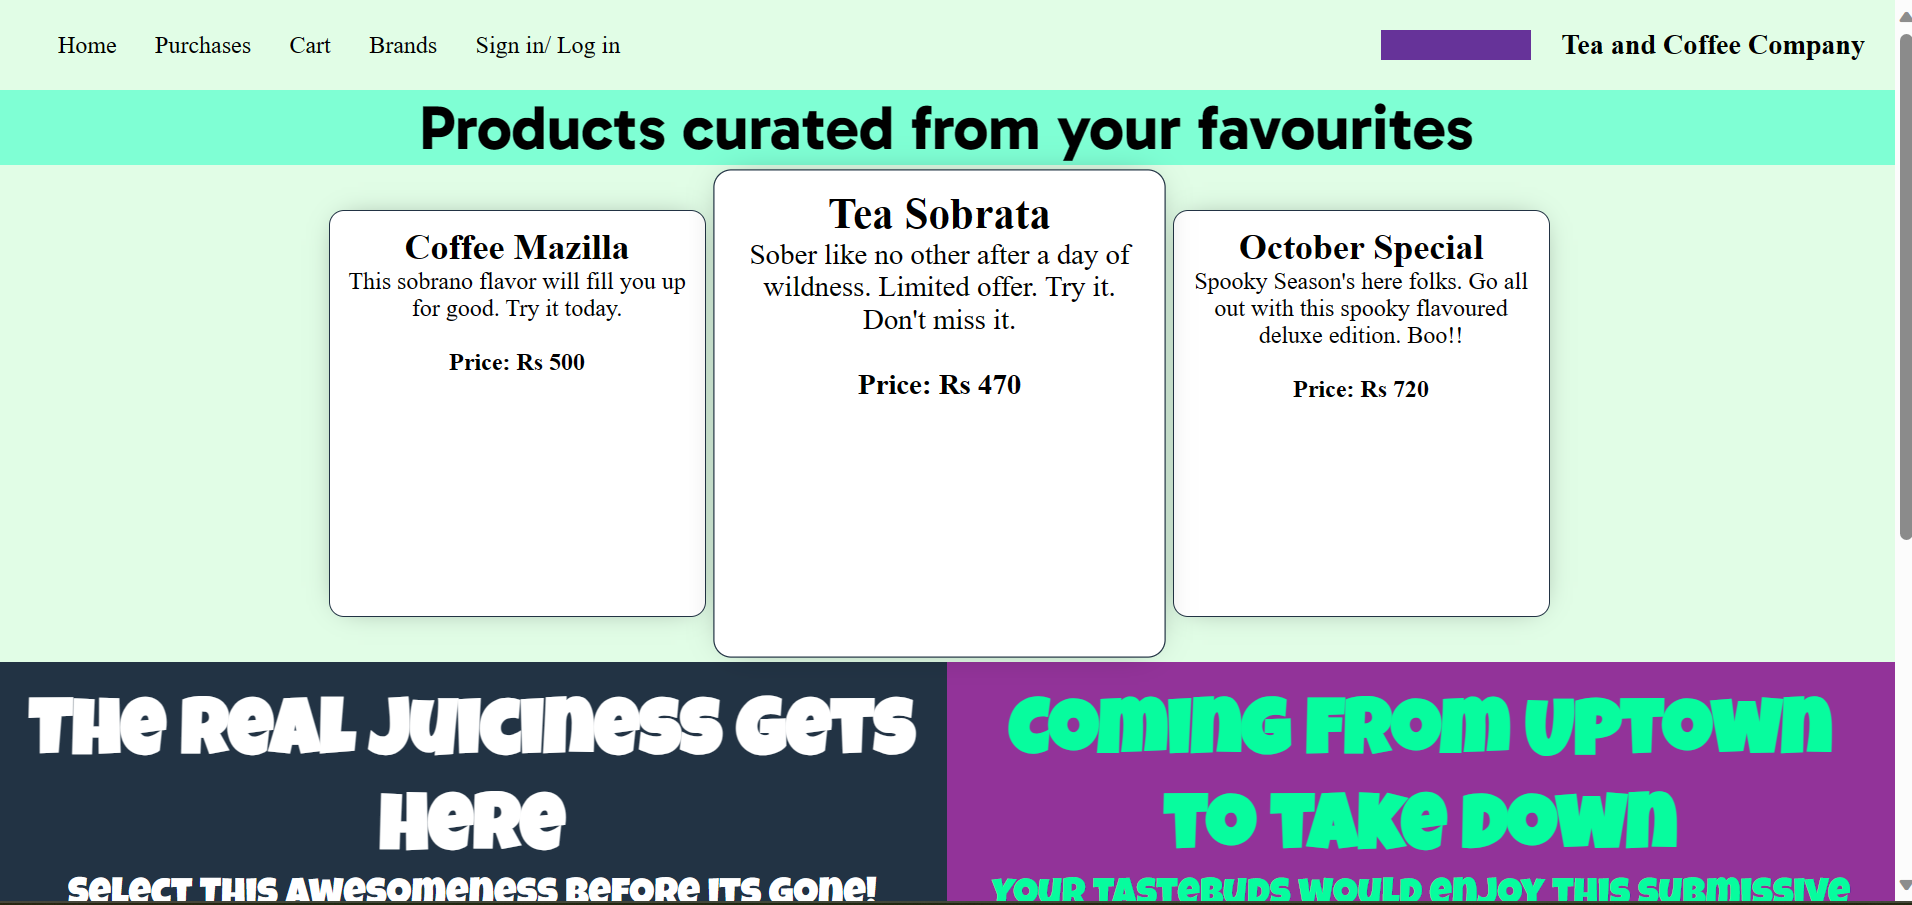 Home Purchases Cart Brands Sign in/ Log in Tea and Coffee Company
Products curated from your favourites
Coffee Mazilla
This sobrano flavor will fill you up
for good. Try it today.
Price: Rs 500
Tea Sobrata
Sober like no other after a day of
wildness. Limited offer. Try it.
Don't miss it.
Price: Rs 470
October Special
Spooky Season's here folks. Go all
out with this spooky flavoured
deluxe edition. Boo!!
Price: Rs 720
The Real Juiciness Gets
Here
Select this awesomeness before its gone!
Coming from Uptown
to take down
Your tastebuds would enjoy this submissive